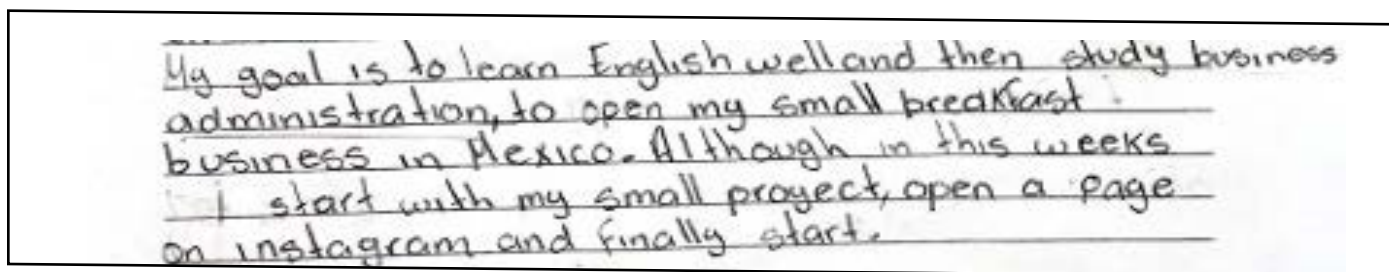 My goal is to learn English well and then study business
administration, to open my small breakfast
business in Mexico. Although in this weeks
I start with my small proyect, open a page
on instagram and finally start.